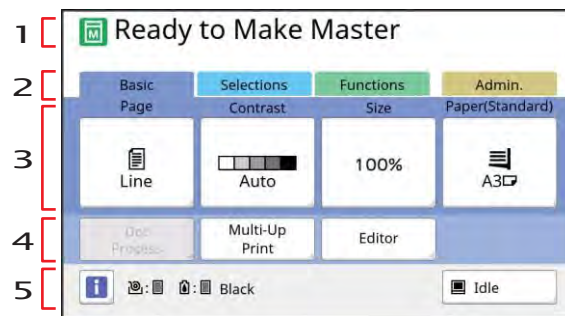 1
M Ready to Make Master
2
Basic Selections Functions Admin.
Page Contrast Size Paper(Standard)
3
Line Auto 100% A3
4
Doc.
Process
Multi-Up
Print
Editor
5
i : : Black Idle